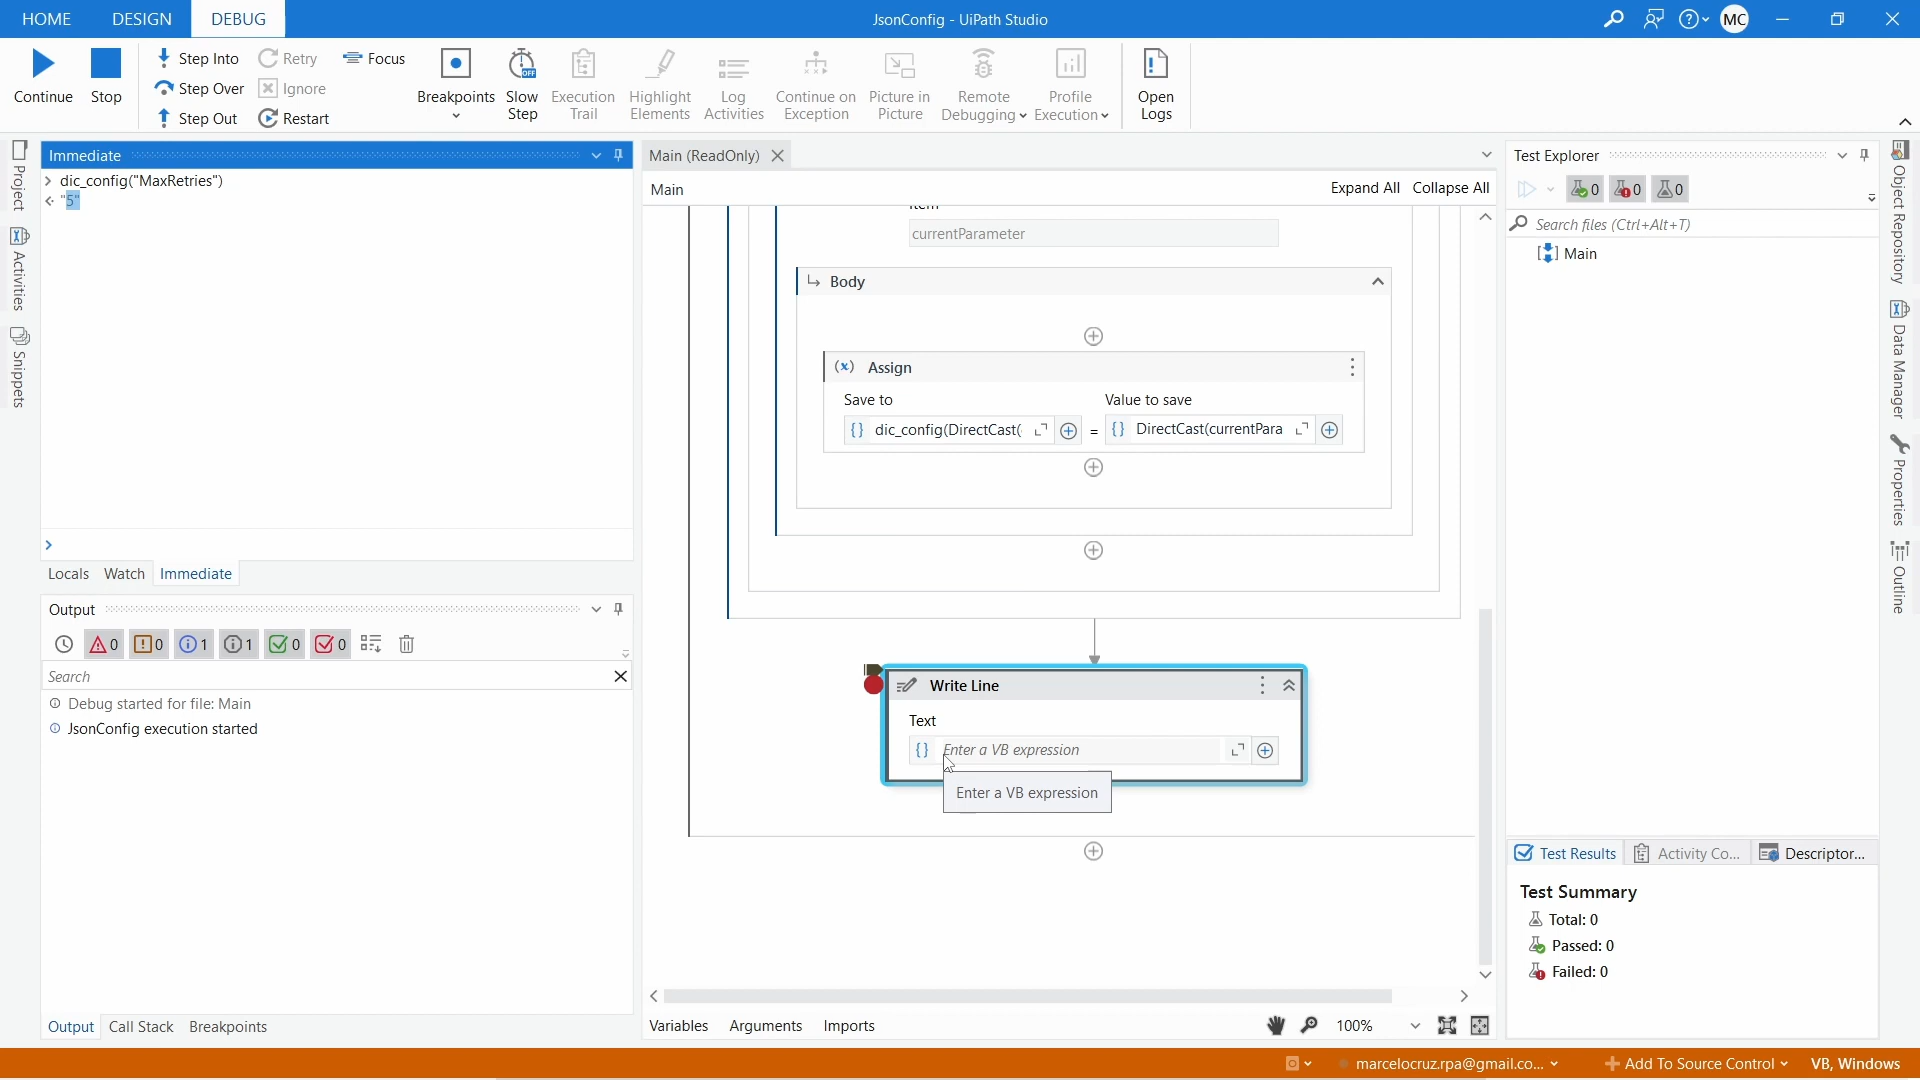 HOME DESIGN DEBUG
JsonConfig - UiPath Studio
MC
Continue
Stop
Step Into
Step Over
Step Out
Retry
Ignore
Restart
Focus
Breakpoints
Slow
Step
OFF
Execution
Trail
Highlight
Elements
Log
Activities
Continue on
Exception
Picture in
Picture
Remote
Debugging
Profile
Execution
Open
Logs
Project
Activities
Snippets
Immediate
dic_config("MaxRetries")
"5"
Locals Watch Immediate
Output
0 0 1 1 0 0
Search
Debug started for file: Main
JsonConfig execution started
Output Call Stack Breakpoints
Main (ReadOnly)
Main
Expand All Collapse All
Item
currentParameter
Body
Assign
Save to
Value to save
dic_config(DirectCast(
=
DirectCast(currentPara
Write Line
Text
Enter a VB expression
Enter a VB expression
Variables Arguments Imports
100%
Test Explorer
0 0 0
Search files (Ctrl+Alt+T)
Main
Test Results Activity Co... Descriptor...
Test Summary
Total: 0
Passed: 0
Failed: 0
Object Repository
Data Manager
Properties
Outline
marcelocruz.rpa@gmail.co...
Add To Source Control
VB, Windows